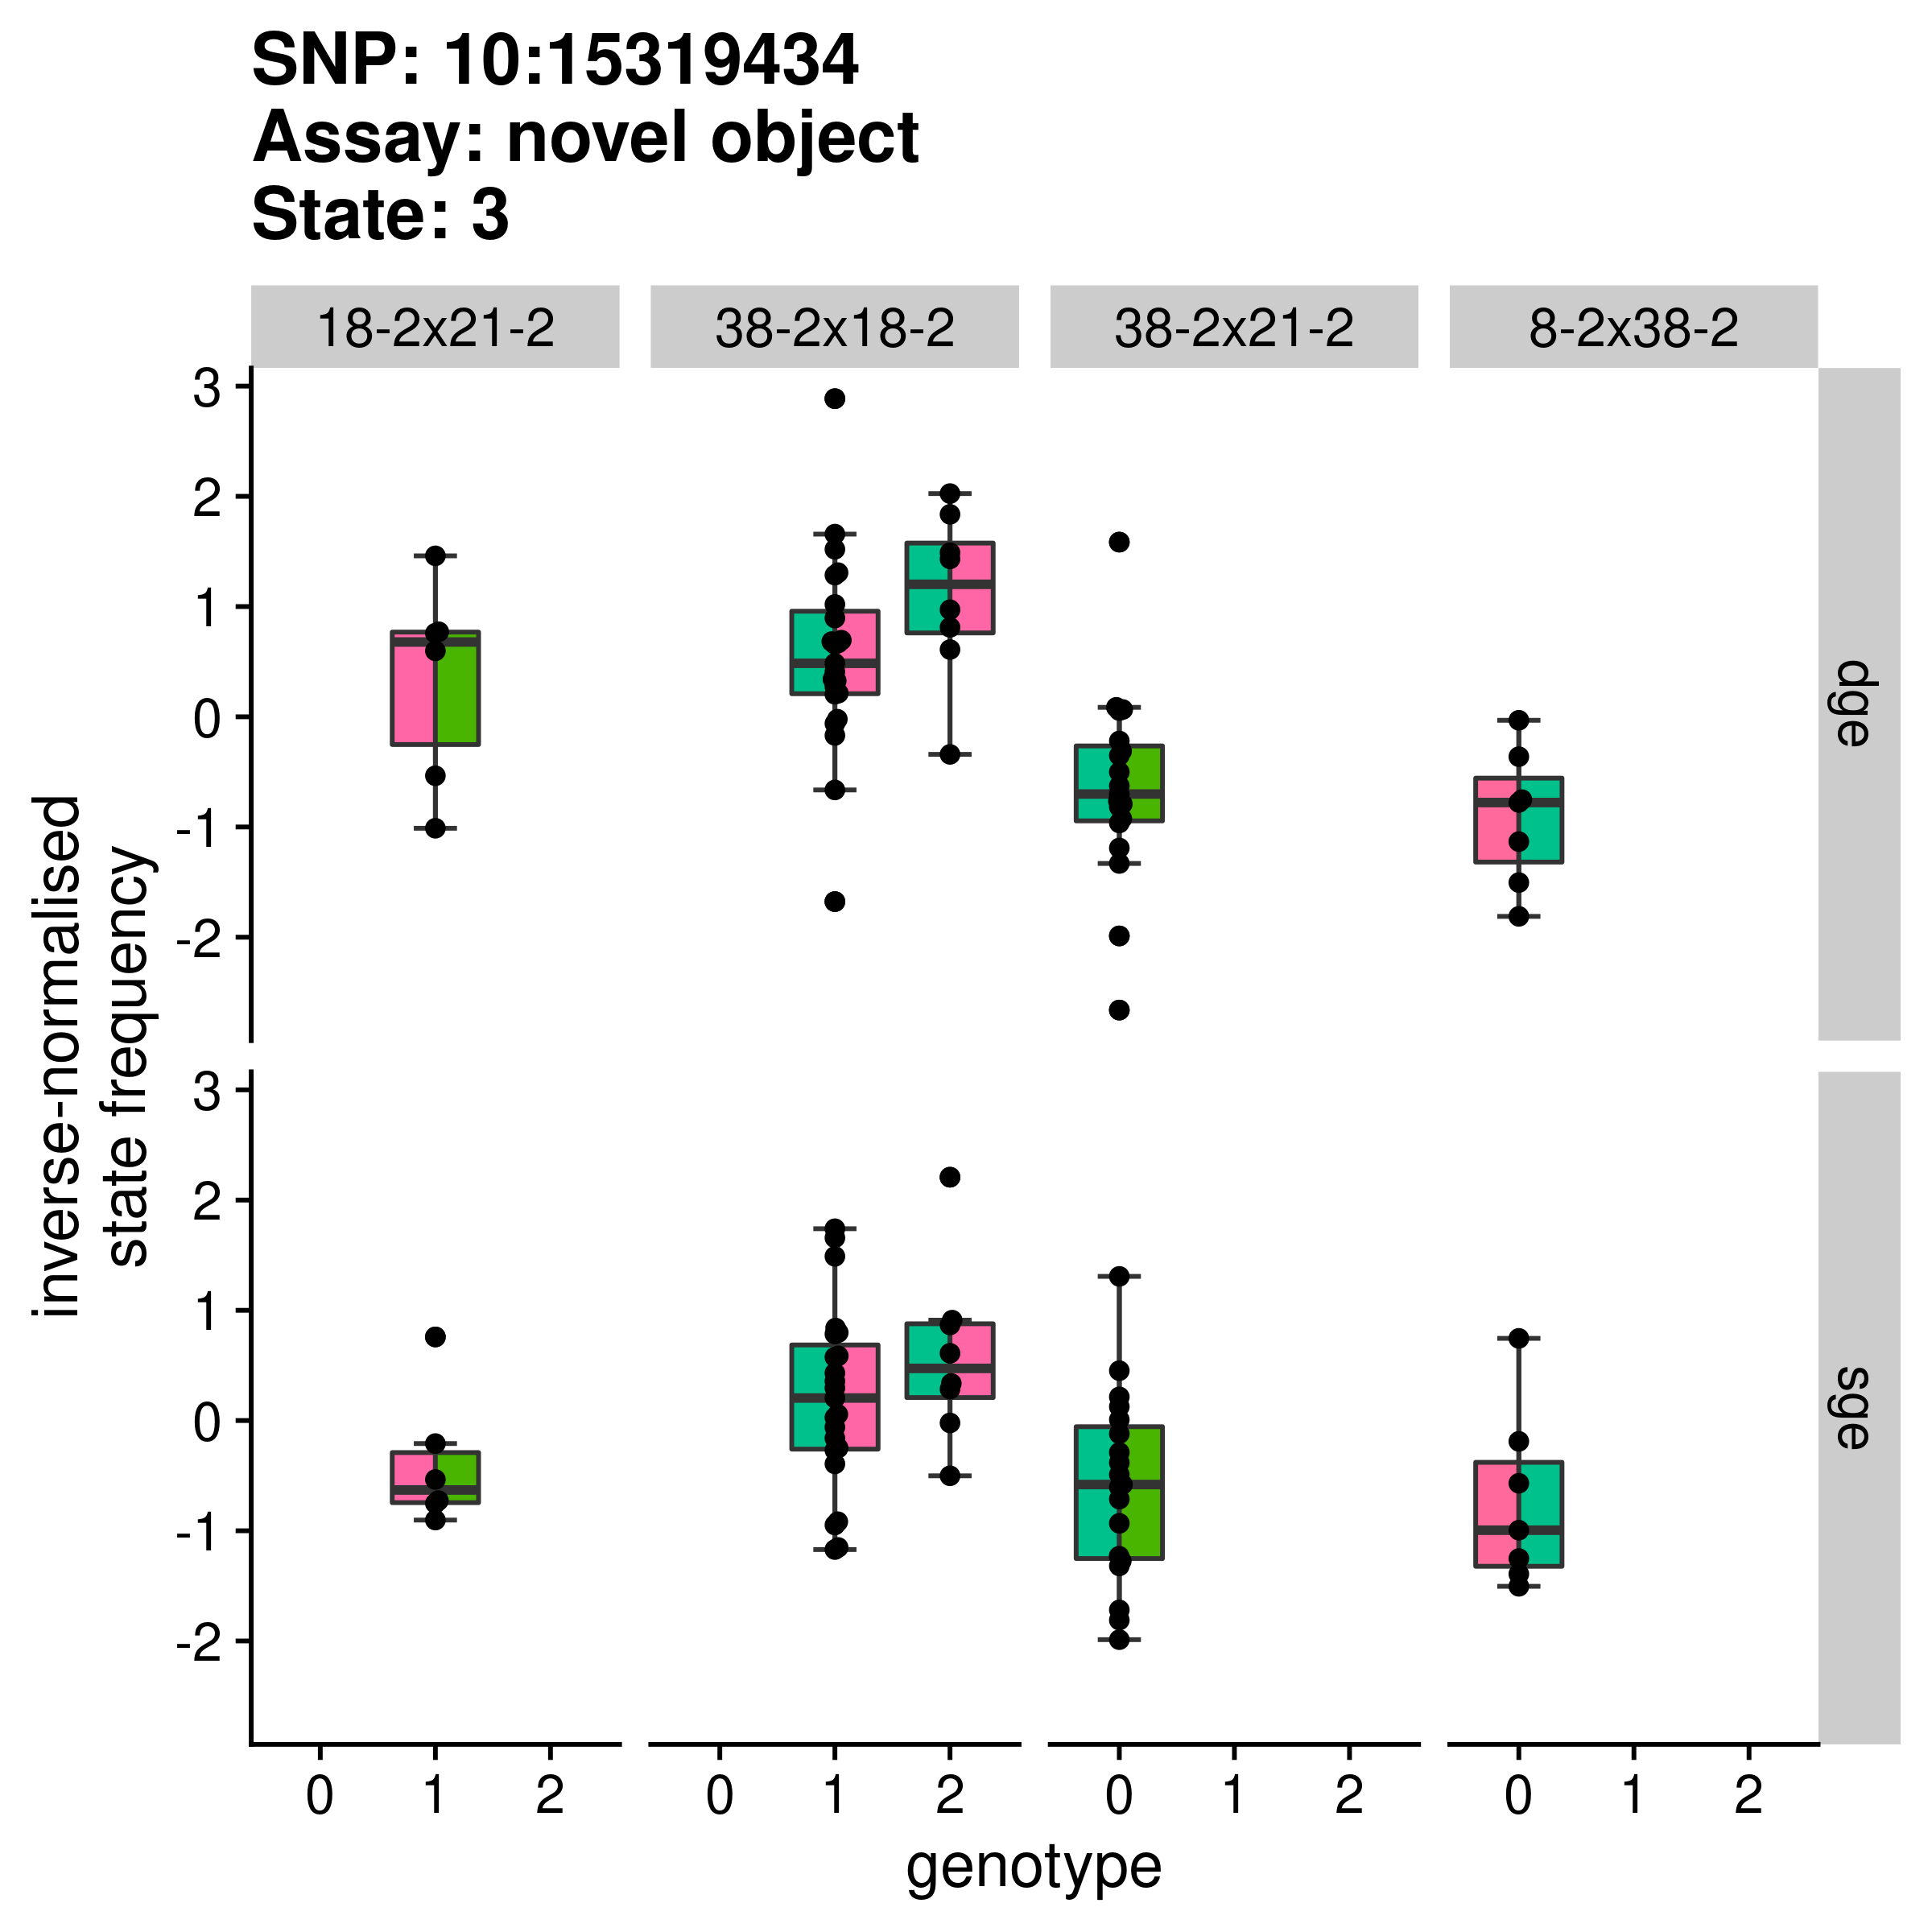 SNP: 10:15319434
Assay: novel object
State: 3
18-2x21-2
38-2x18-2
38-2x21-2
8-2x38-2
inverse-normalised
state frequency
3
2
1
0
-1
-2
dge
3
2
1
0
-1
-2
sge
0 1 2
0 1 2
0 1 2
0 1 2
genotype